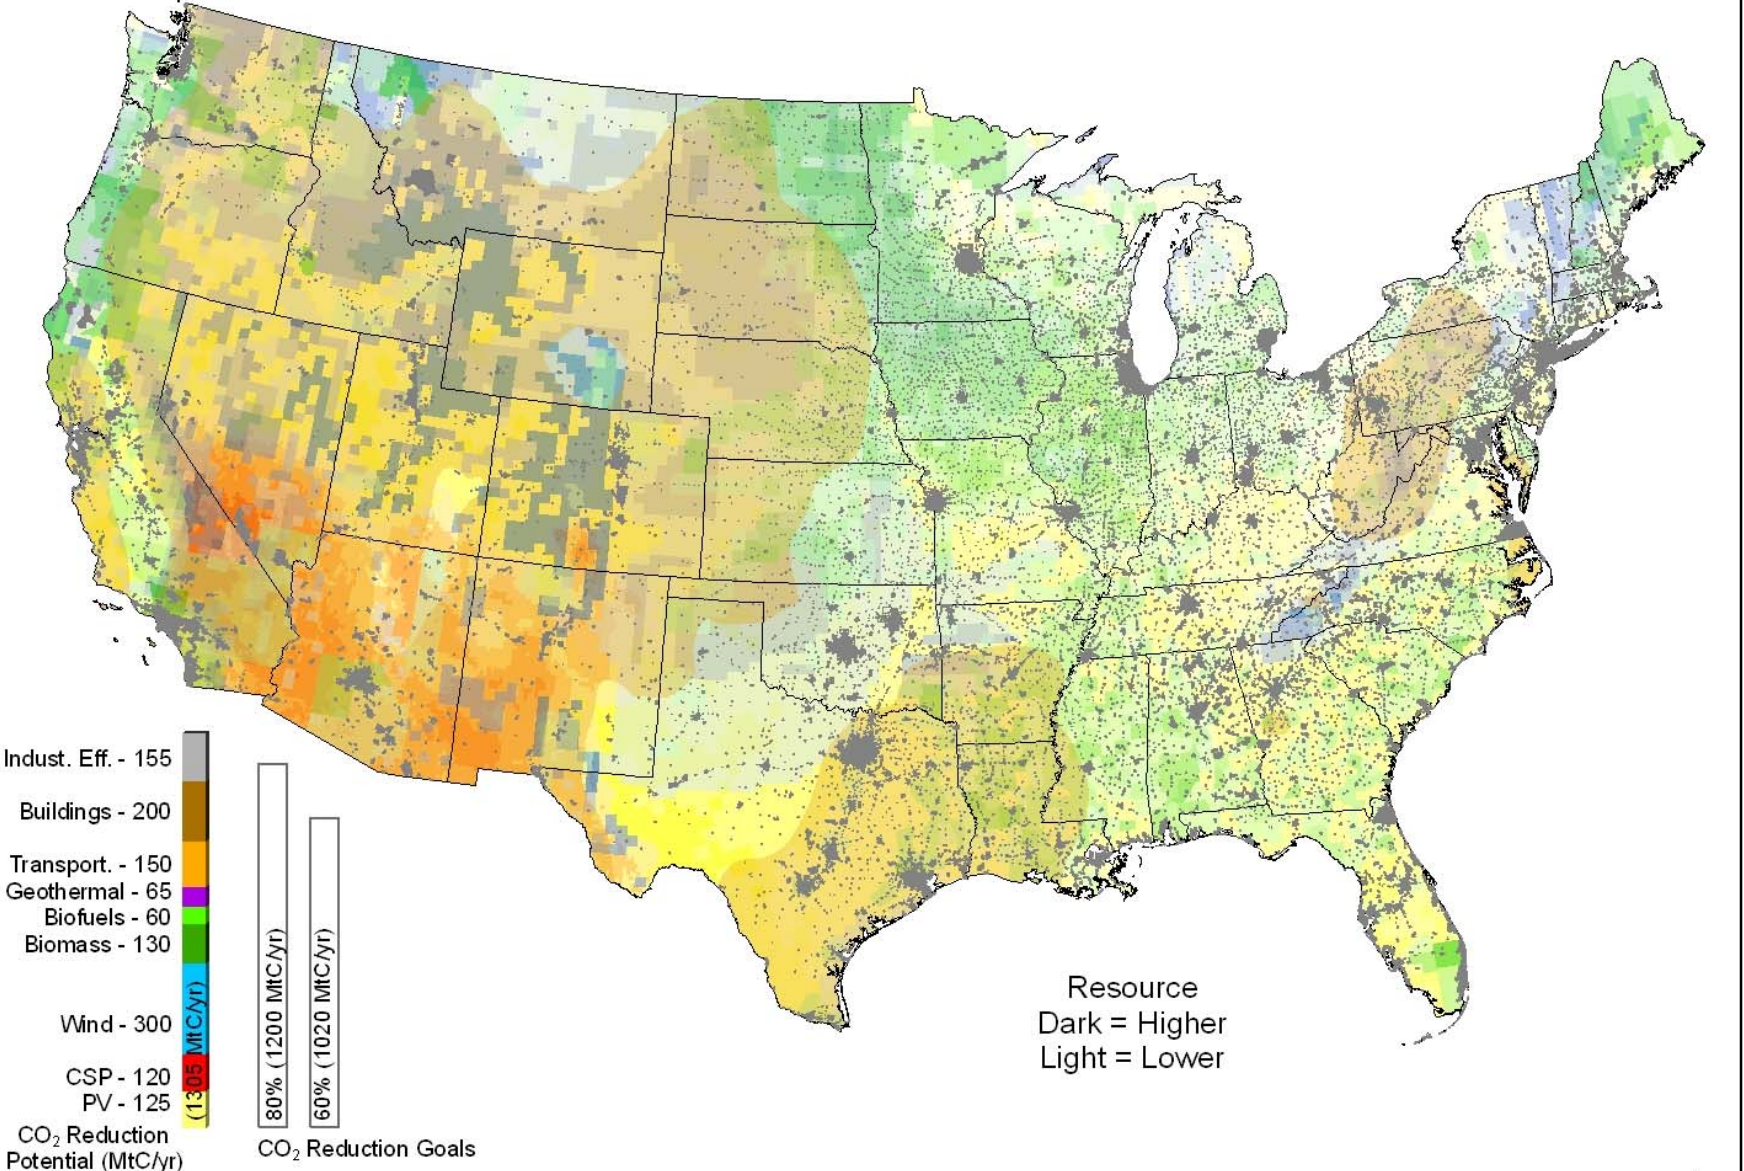 Indust. Eff. - 155
Buildings - 200
Transport. - 150
Geothermal - 65
Biofuels - 60
Biomass - 130
Wind - 300
CSP - 120
PV - 125
CO₂ Reduction
Potential (MtC/yr)
(1305 MtC/yr)
80% (1200 MtC/yr)
60% (1020 MtC/yr)
CO₂ Reduction Goals
Resource
Dark = Higher
Light = Lower